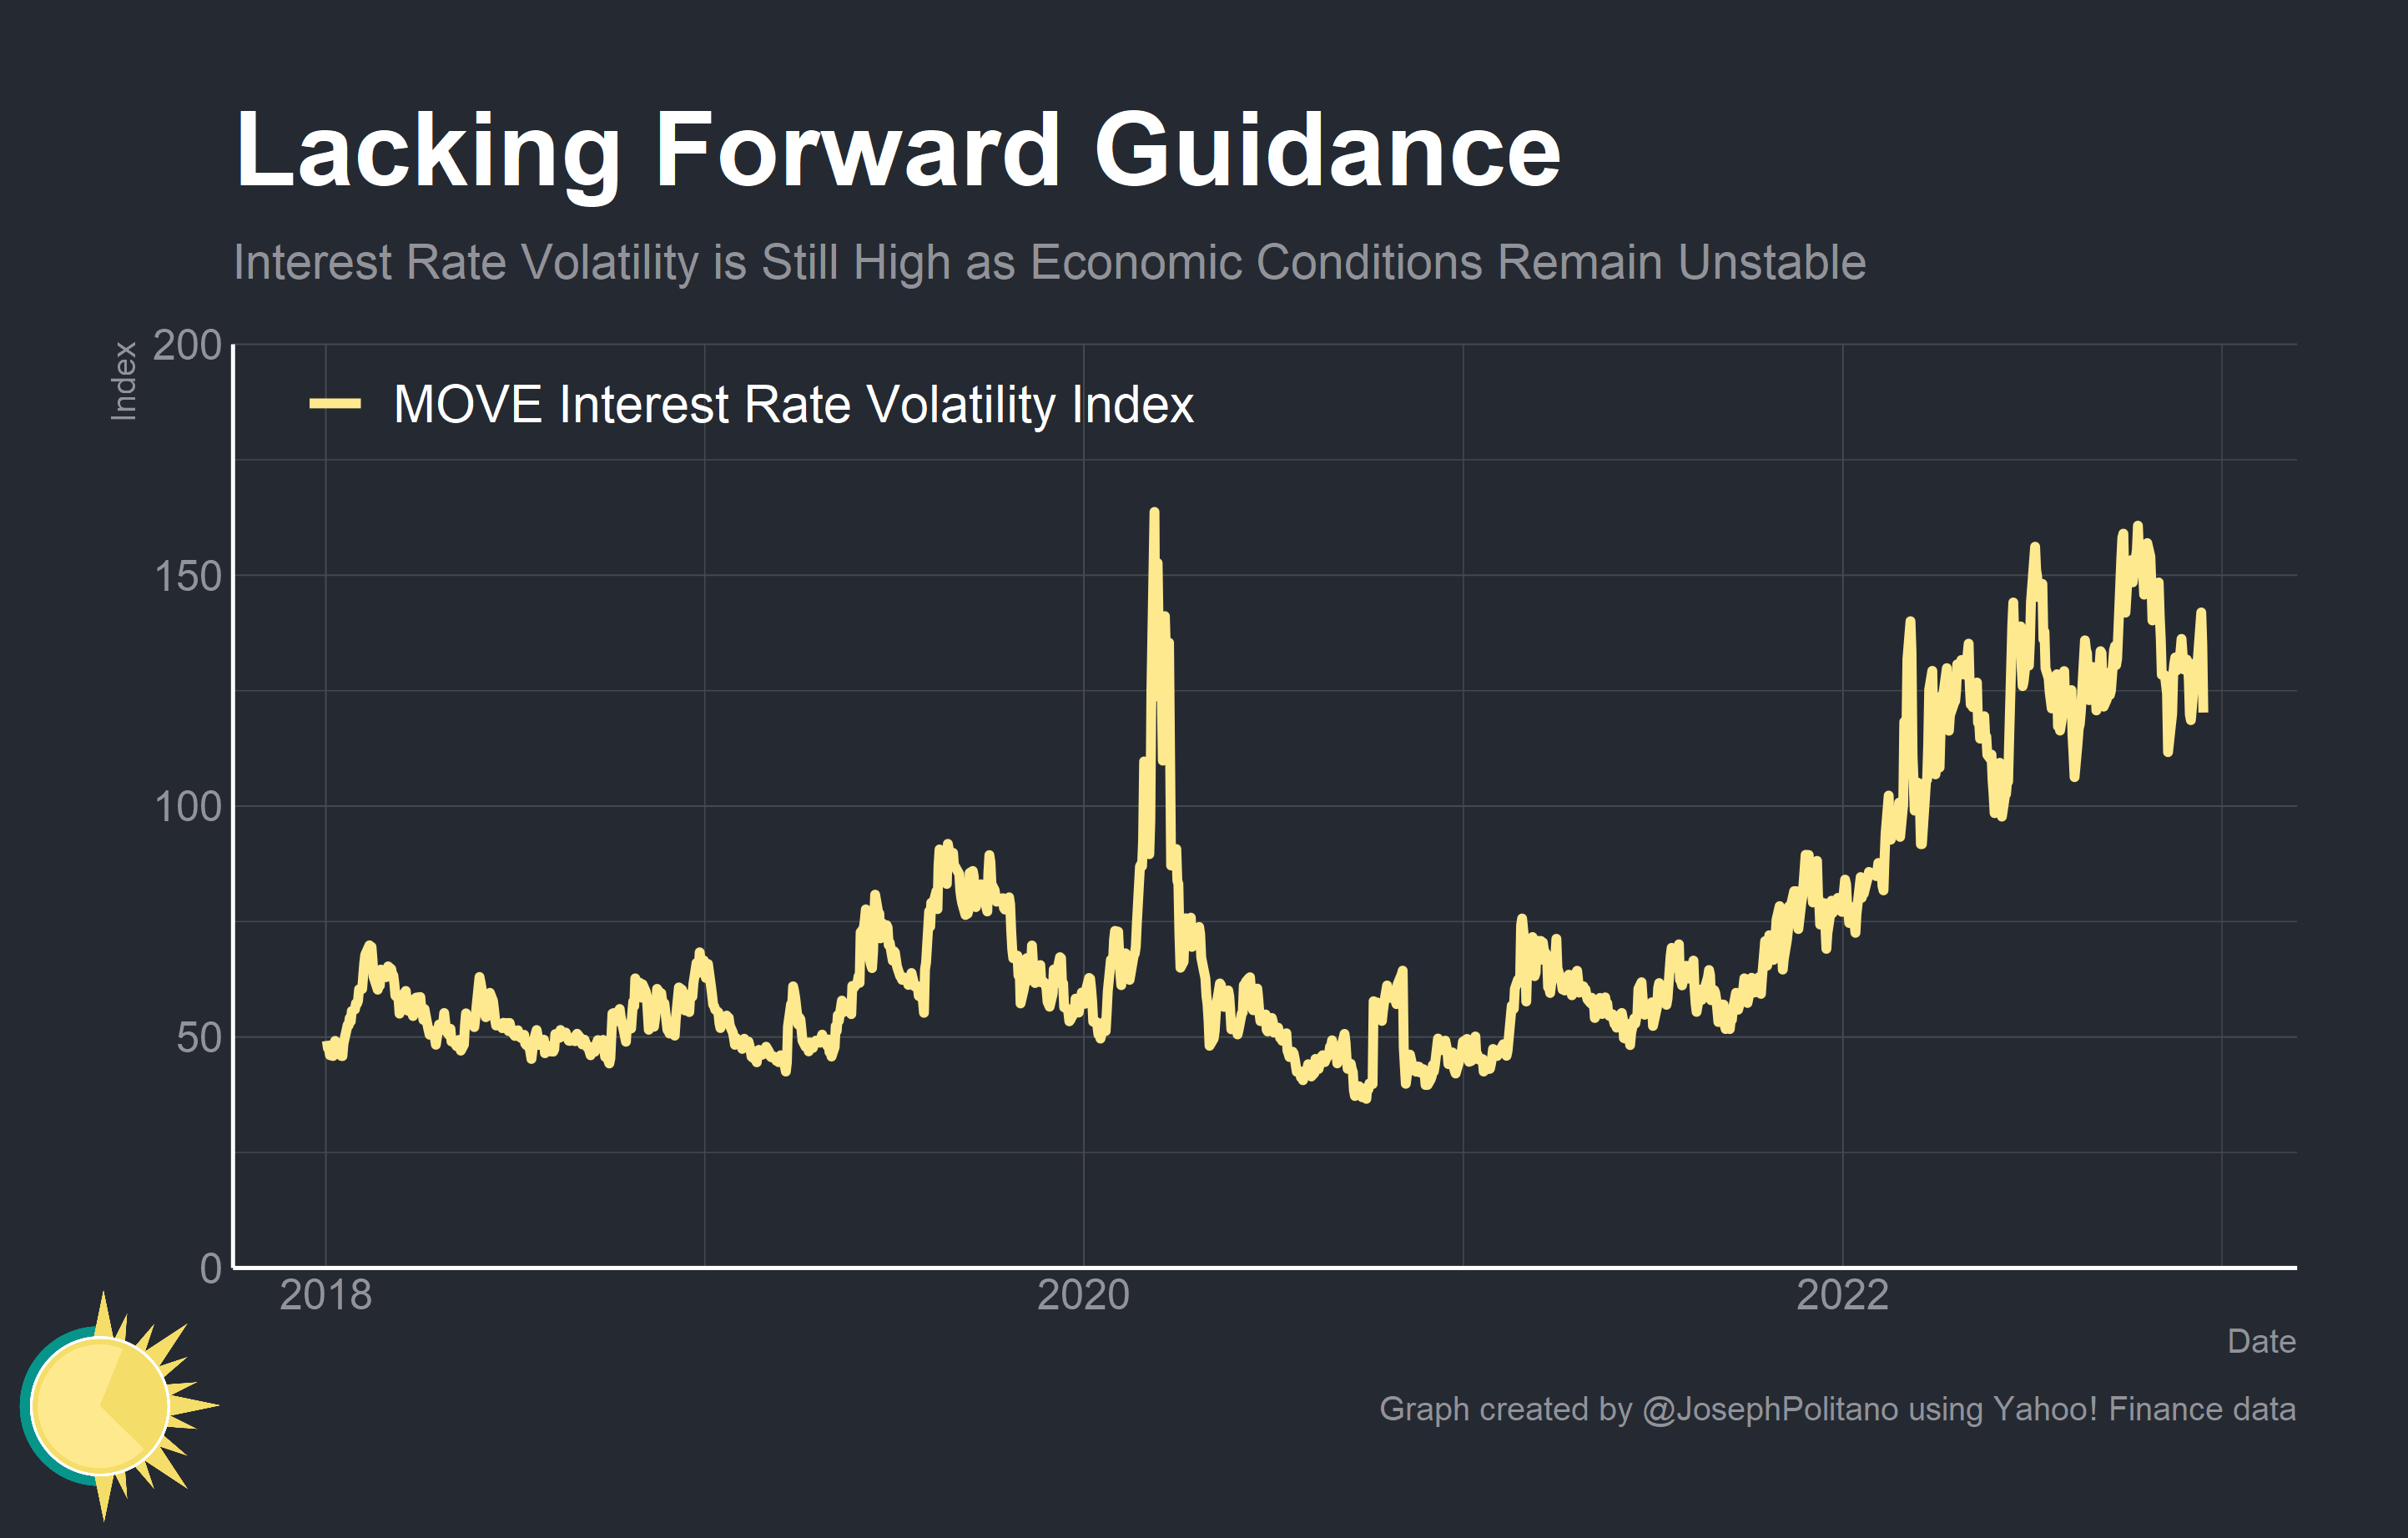 Lacking Forward Guidance
Interest Rate Volatility is Still High as Economic Conditions Remain Unstable
Index
200
MOVE Interest Rate Volatility Index
150
100
50
0
2018 2020 2022
Date
Graph created by @JosephPolitano using Yahoo! Finance data